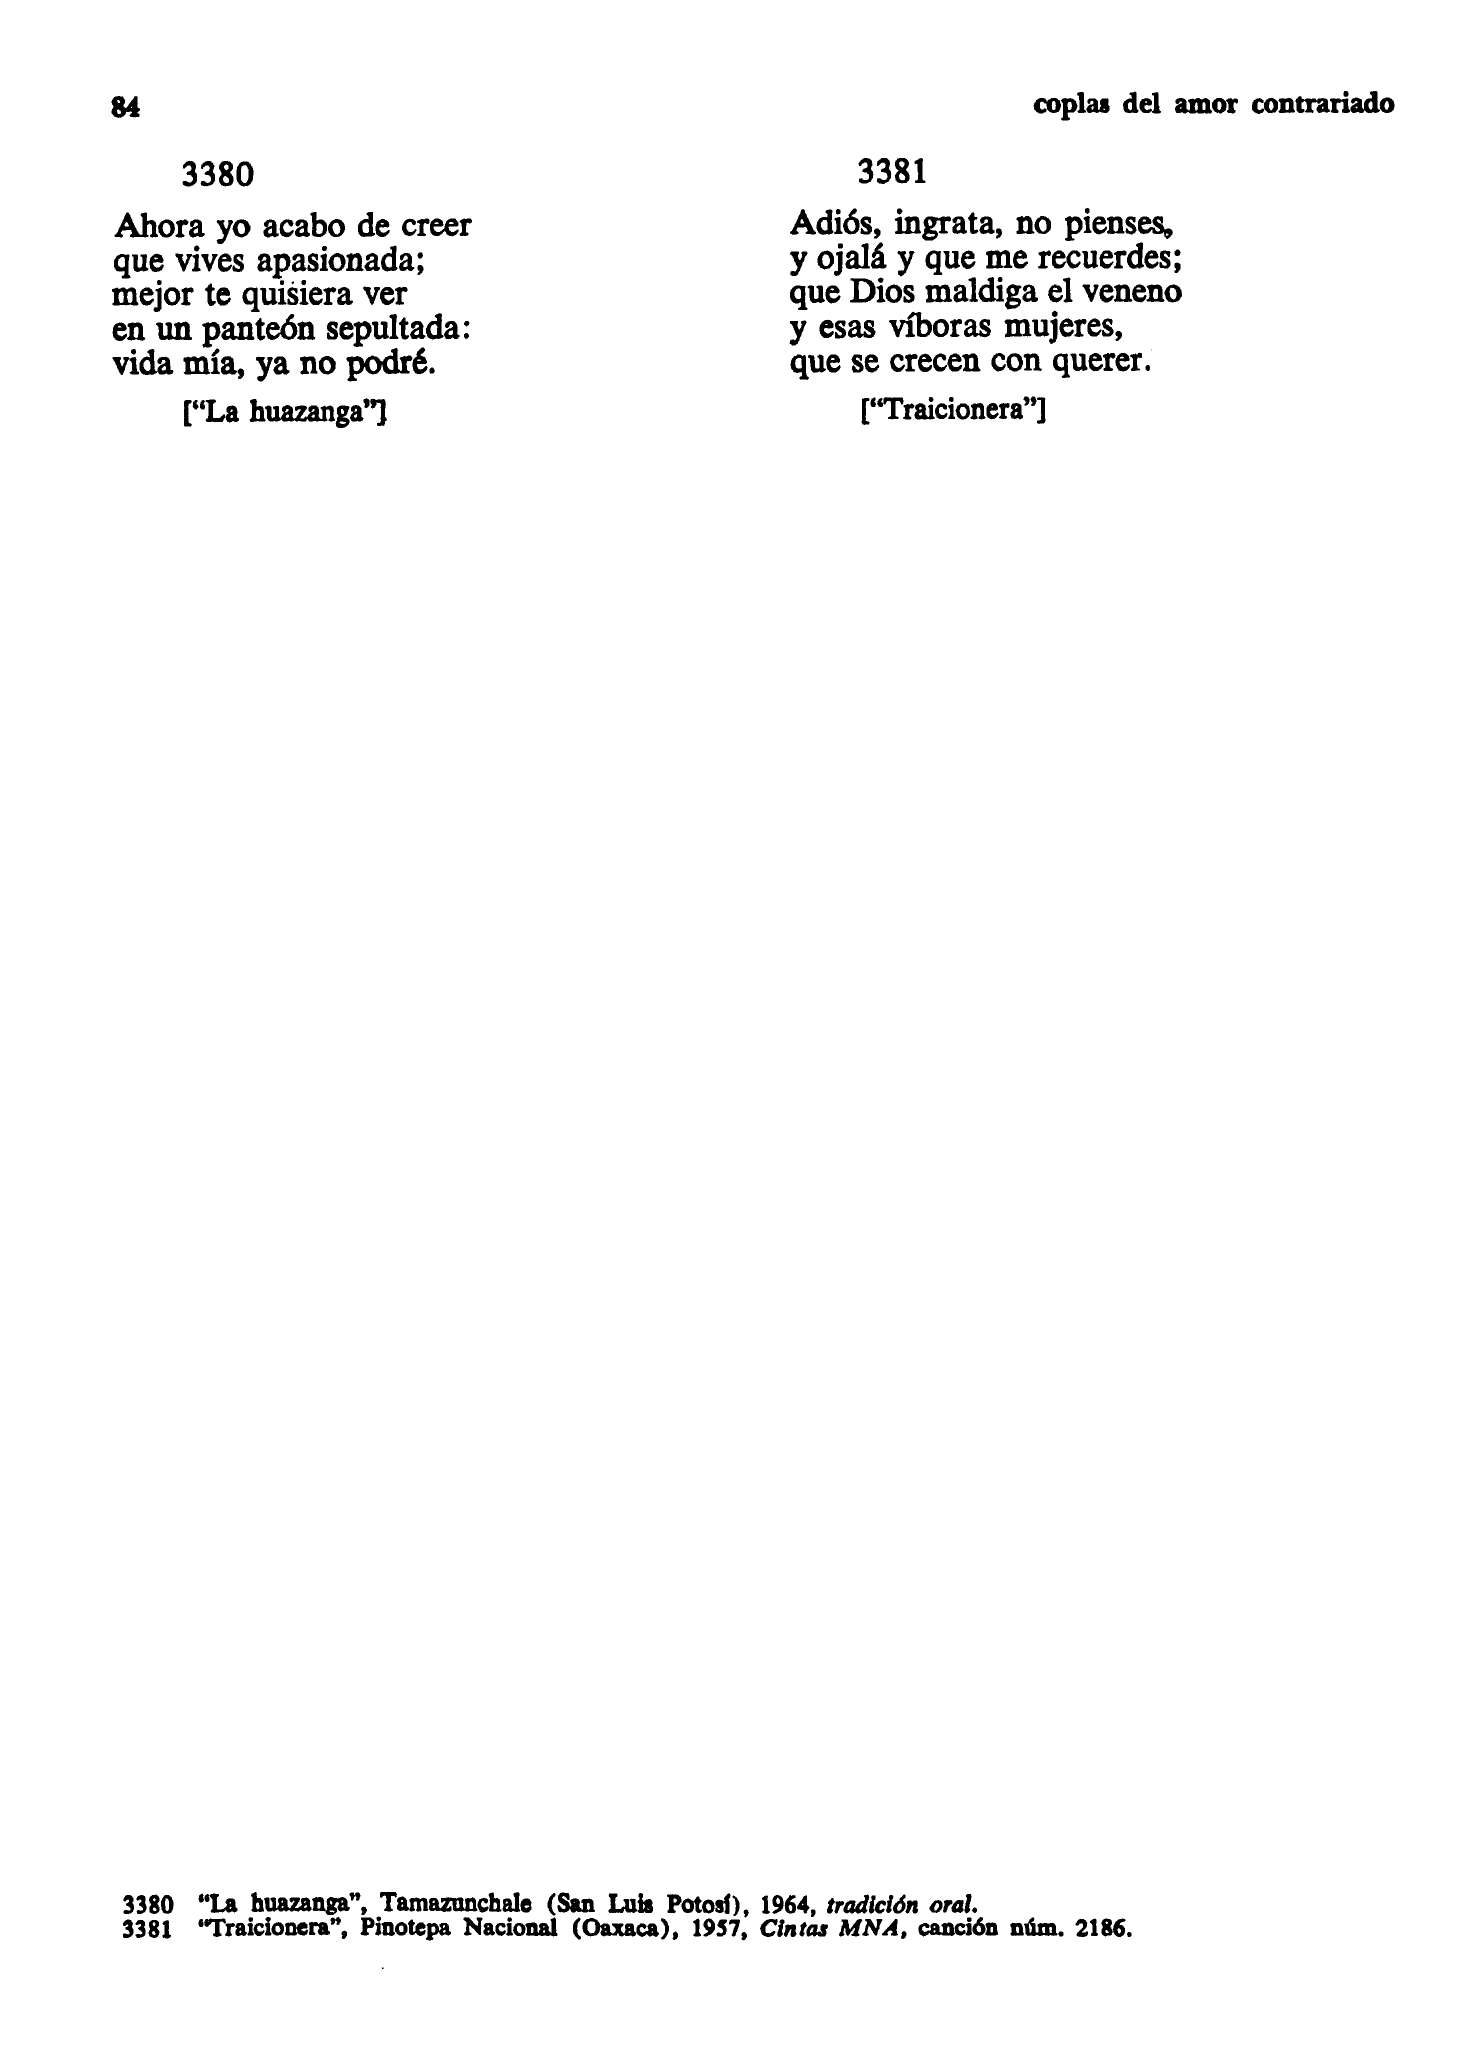 84
coplas del amor contrariado
3380
Ahora yo acabo de creer
que vives apasionada;
mejor te quisiera ver
en un panteón sepultada:
vida mía, ya no podré.
["La huazanga"]
3381
Adiós, ingrata, no pienses,
y ojalá y que me recuerdes;
que Dios maldiga el veneno
y esas víboras mujeres,
que se crecen con querer.
["Traicionera"]
3380 "La huazanga", Tamazunchale (San Luis Potosí), 1964, tradición oral.
3381 "Traicionera", Pinotepa Nacional (Oaxaca), 1957, Cintas MNA, canción núm. 2186.